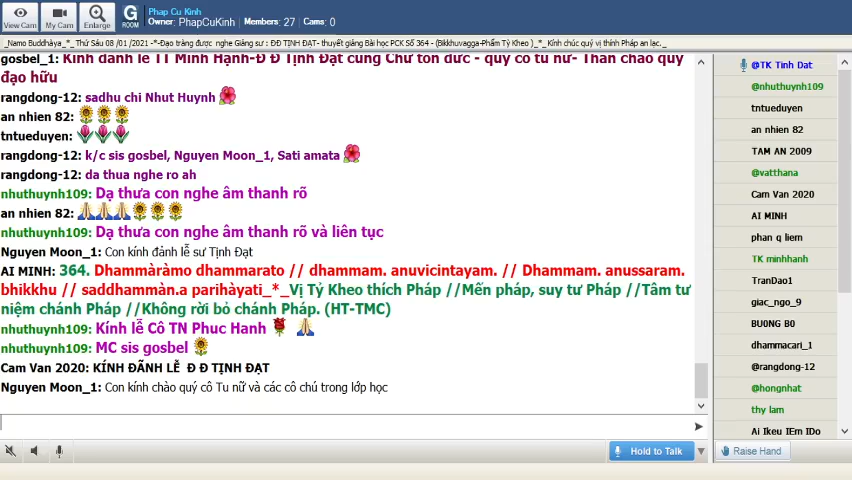 View Cam
My Cam
Enlarge
G
ROOM
Phap Cu Kinh
Owner: PhapCuKinh Members: 27 Cams: 0
_Namo Buddhàya_*_ Thứ Sáu 08 /01 /2021 -*-Đạo tràng được nghe Giảng sư : ĐĐ TỊNH ĐẠT- thuyết giảng Bài học PCK Số 364 - (Bikkhuvagga-Phẩm Tỳ Kheo )_*_ Kính chúc quý vị thính Pháp an lạc._
gosbel_1: Kính đảnh lễ TT Minh Hạnh-Đ Đ Tịnh Đạt cùng Chư tôn đức - quý cô tu nữ- Thân chào quý
đạo hữu
rangdong-12: sadhu chi Nhut Huynh
an nhien 82:
tntueduyen:
rangdong-12: k/c sis gosbel, Nguyen Moon_1, Sati amata
rangdong-12: da thua nghe ro ah
nhuthuynh109: Dạ thưa con nghe âm thanh rõ
an nhien 82:
nhuthuynh109: Dạ thưa con nghe âm thanh rõ và liên tục
Nguyen Moon_1: Con kính đảnh lễ sư Tịnh Đạt
AI MINH: 364. Dhammàràmo dhammarato // dhammam. anuvicintayam. // Dhammam. anussaram.
bhikkhu // saddhammàn.a parihàyati_*_Vị Tỷ Kheo thích Pháp //Mến pháp, suy tư Pháp //Tâm tư
niệm chánh Pháp //Không rời bỏ chánh Pháp. (HT-TMC)
nhuthuynh109: Kính lễ Cô TN Phuc Hanh
nhuthuynh109: MC sis gosbel
Cam Van 2020: KÍNH ĐÃNH LỄ Đ Đ TỊNH ĐẠT
Nguyen Moon_1: Con kính chào quý cô Tu nữ và các cô chú trong lớp học
@TK Tinh Dat
@nhuthuynh109
tntueduyen
an nhien 82
TAM AN 2009
@vatthana
Cam Van 2020
AI MINH
phan q liem
TK minhhanh
TranDao1
giac_ngo_9
BU0NG B0
dhammacari_1
@rangdong-12
@hongnhat
thy lam
Ai Ikeu IEm IDo
Hold to Talk
Raise Hand